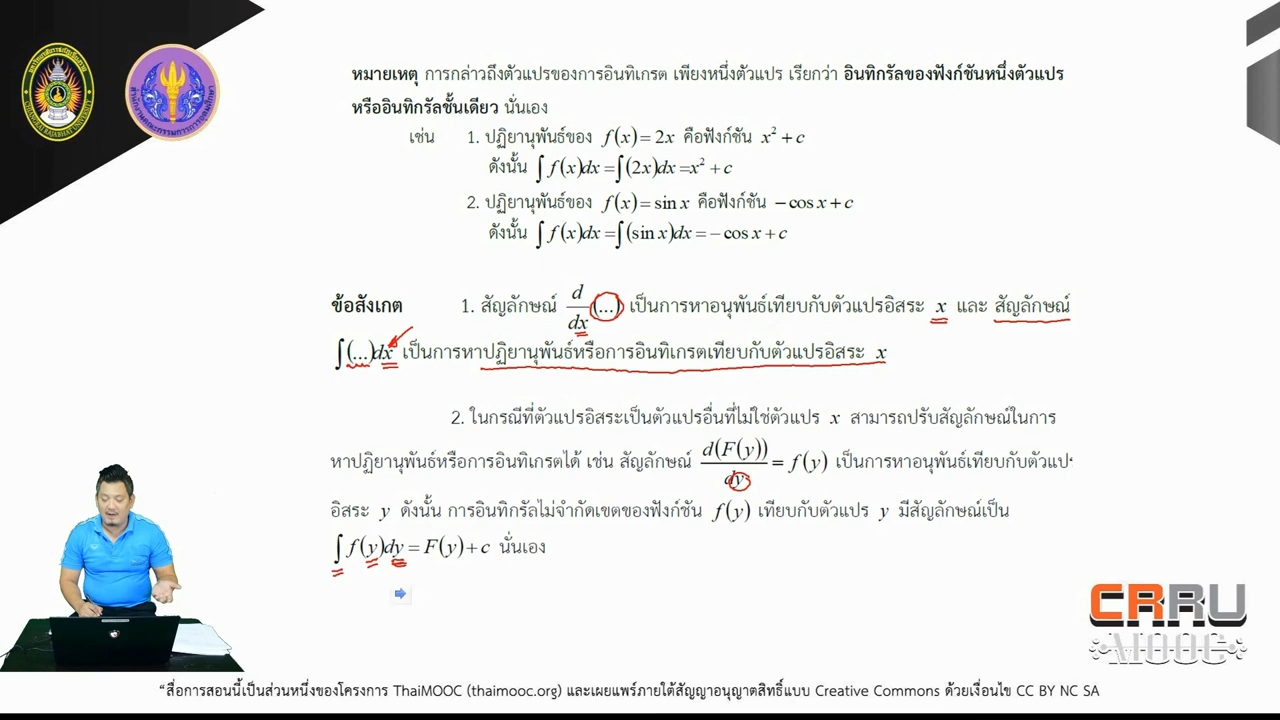 หมายเหตุ การกล่าวถึงตัวแปรของการอินทิเกรต เพียงหนึ่งตัวแปร เรียกว่า อินทิกรัลของฟังก์ชันหนึ่งตัวแปร
หรืออินทิกรัลชั้นเดียว นั่นเอง
เช่น 1. ปฏิยานุพันธ์ของ f(x) = 2x คือฟังก์ชัน x² + c
ดังนั้น ∫ f(x)dx = ∫(2x)dx = x² + c
2. ปฏิยานุพันธ์ของ f(x) = sin x คือฟังก์ชัน − cos x + c
ดังนั้น ∫ f(x)dx = ∫(sin x)dx = − cos x + c
ข้อสังเกต 1. สัญลักษณ์ d/dx (...) เป็นการหาอนุพันธ์เทียบกับตัวแปรอิสระ x และ สัญลักษณ์
∫(...)dx เป็นการหาปฏิยานุพันธ์หรือการอินทิเกรตเทียบกับตัวแปรอิสระ x
2. ในกรณีที่ตัวแปรอิสระเป็นตัวแปรอื่นที่ไม่ใช่ตัวแปร x สามารถปรับสัญลักษณ์ในการ
หาปฏิยานุพันธ์หรือการอินทิเกรตได้ เช่น สัญลักษณ์ d(F(y))/dy = f(y) เป็นการหาอนุพันธ์เทียบกับตัวแปร
อิสระ y ดังนั้น การอินทิกรัลไม่จำกัดเขตของฟังก์ชัน f(y) เทียบกับตัวแปร y มีสัญลักษณ์เป็น
∫ f(y)dy = F(y) + c นั่นเอง
CRRU
MOOC
“สื่อการสอนนี้เป็นส่วนหนึ่งของโครงการ ThaiMOOC (thaimooc.org) และเผยแพร่ภายใต้สัญญาอนุญาตสิทธิ์แบบ Creative Commons ด้วยเงื่อนไข CC BY NC SA